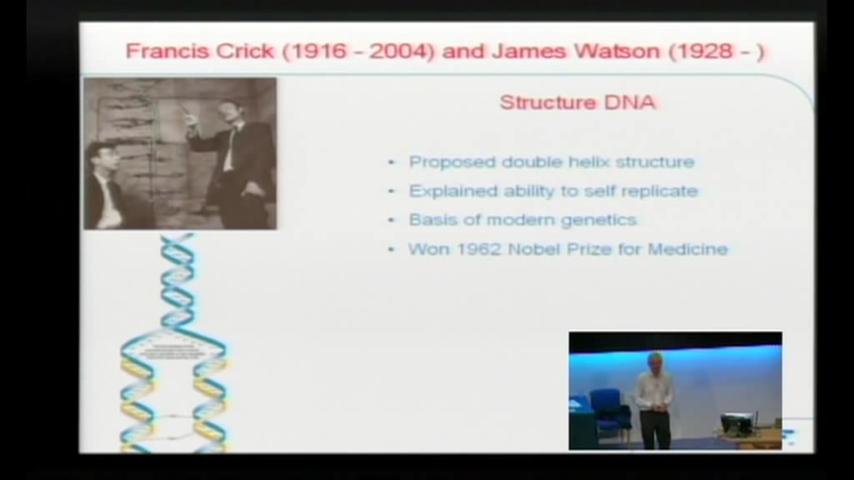 Francis Crick (1916 - 2004) and James Watson (1928 - )
Structure DNA
• Proposed double helix structure
• Explained ability to self replicate
• Basis of modern genetics
• Won 1962 Nobel Prize for Medicine